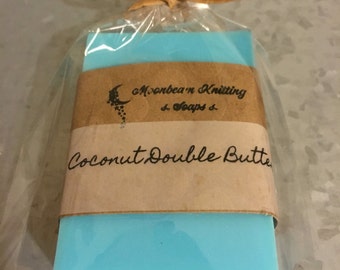 Moonbeam Knitting
& Soaps &
Coconut Double Butte